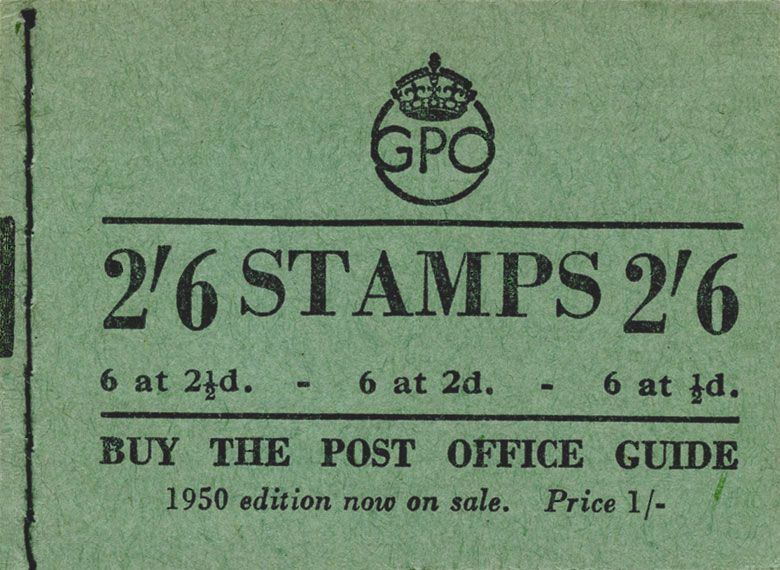 GPO
2/6 STAMPS 2/6
6 at 2½d. - 6 at 2d. - 6 at ½d.
BUY THE POST OFFICE GUIDE
1950 edition now on sale. Price 1/-